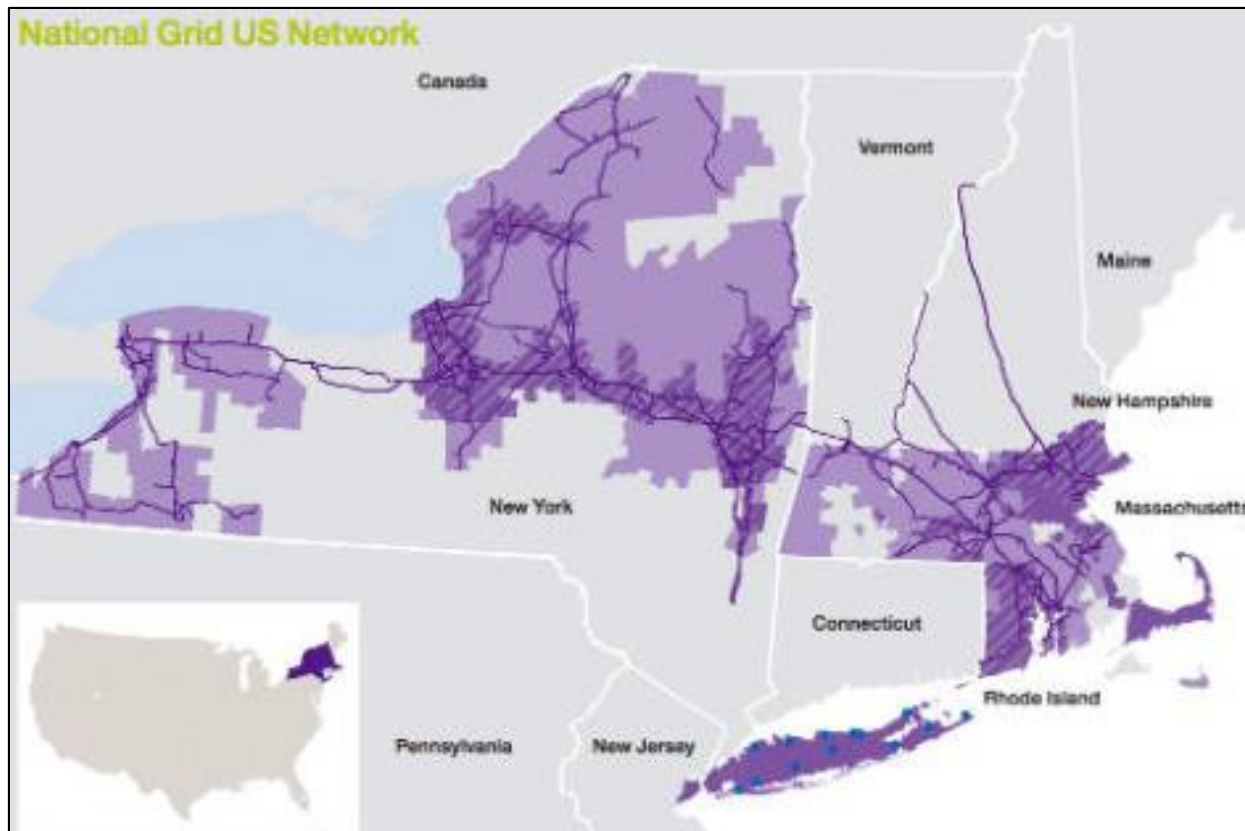 National Grid US Network
Canada
Vermont
Maine
New Hampshire
New York
Massachusetts
Connecticut
Rhode Island
Pennsylvania
New Jersey